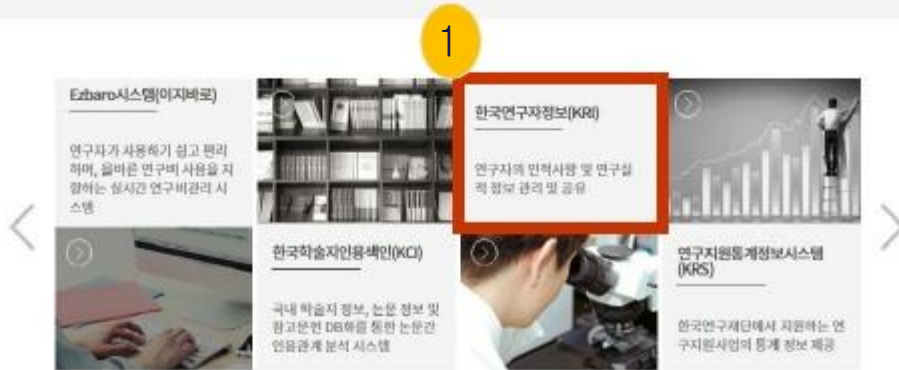 1
Ezbaro시스템(이지바로)
연구자가 사용하기 쉽고 편리
하며, 올바른 연구비 사용을 지
향하는 실시간 연구비관리 시
스템
한국학술지인용색인(KCI)
국내 학술지 정보, 논문 정보 및
참고문헌 DB화를 통한 논문간
인용관계 분석 시스템
한국연구자정보(KRI)
연구자의 인적사항 및 연구실
적 정보 관리 및 공유
연구지원통계정보시스템
(KRS)
한국연구재단에서 지원하는 연
구지원사업의 통계 정보 제공